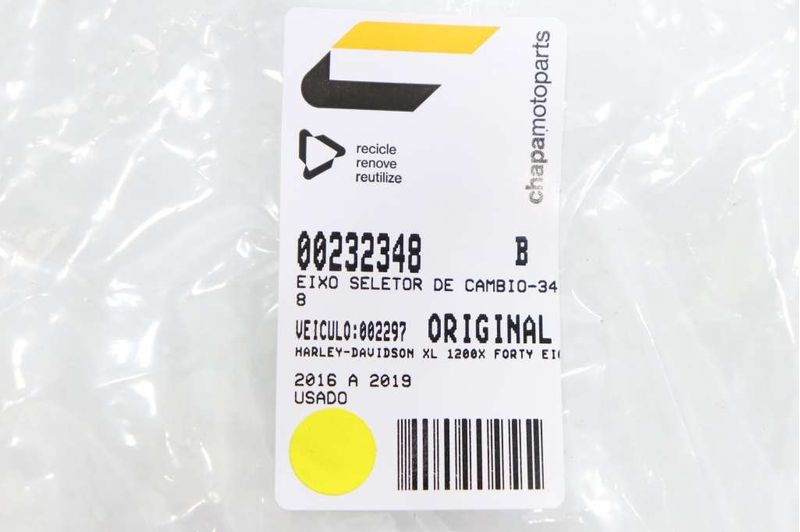 chapamotoparts
recicle
renove
reutilize
00232348 B
EIXO SELETOR DE CAMBIO-34
8
VEICULO:002297 ORIGINAL
HARLEY-DAVIDSON XL 1200X FORTY EIG
2016 A 2019
USADO